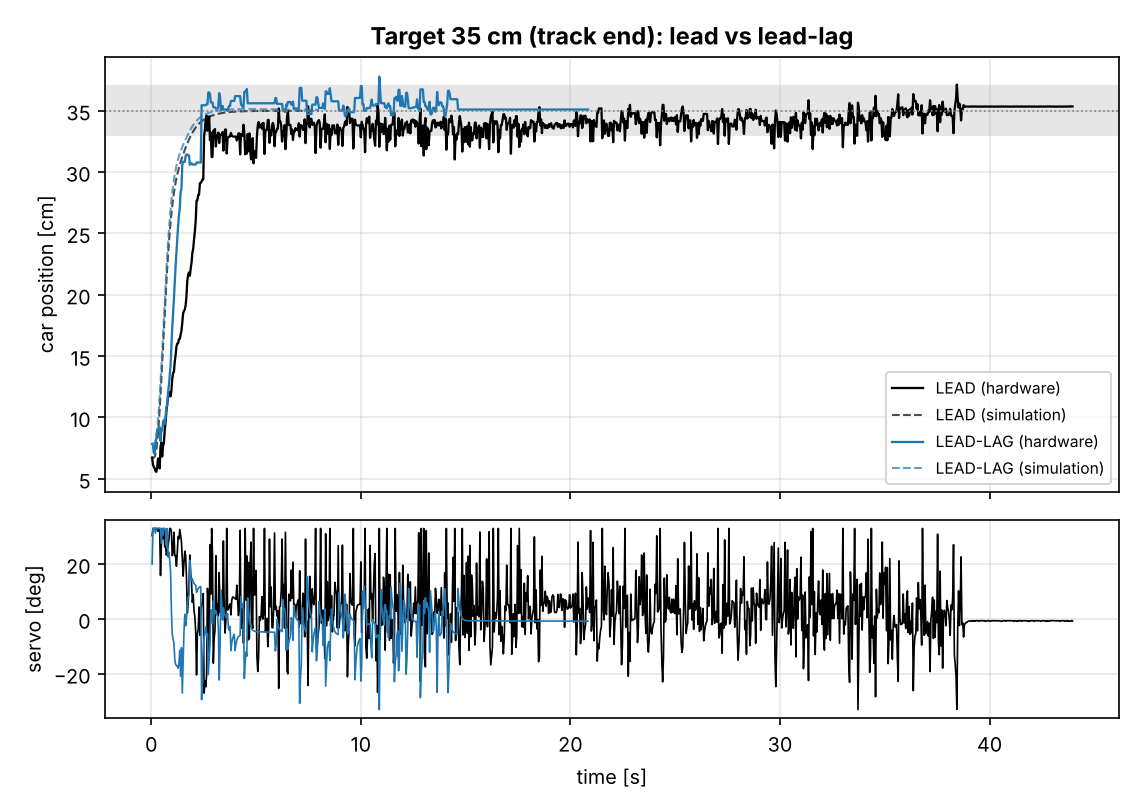 Target 35 cm (track end): lead vs lead-lag
car position [cm]
35
30
25
20
15
10
5
LEAD (hardware)
LEAD (simulation)
LEAD-LAG (hardware)
LEAD-LAG (simulation)
servo [deg]
20
0
−20
0
10
20
30
40
time [s]